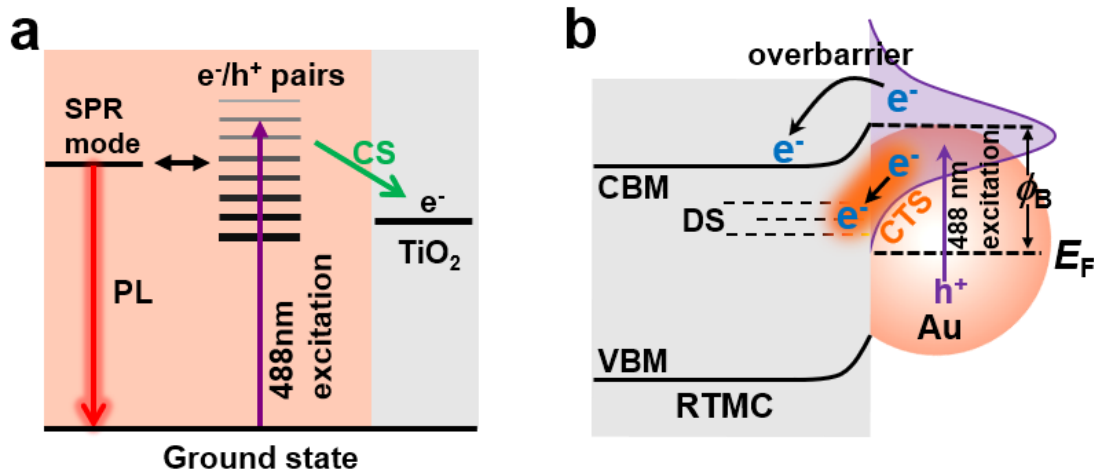 a
e⁻/h⁺ pairs
SPR
mode
CS
e⁻
TiO₂
PL
488nm
excitation
Ground state
b
overbarrier
e⁻
e⁻
CBM
e⁻
e⁻
DS
CTS
488 nm
excitation
ϕB
EF
h⁺
Au
VBM
RTMC